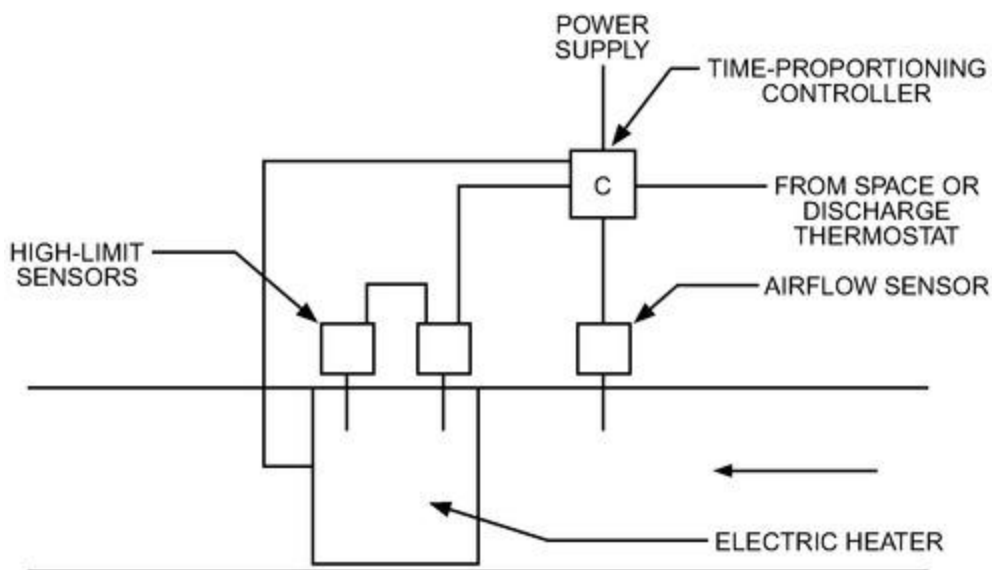 POWER
SUPPLY
TIME-PROPORTIONING
CONTROLLER
C
FROM SPACE OR
DISCHARGE
THERMOSTAT
HIGH-LIMIT
SENSORS
AIRFLOW SENSOR
ELECTRIC HEATER